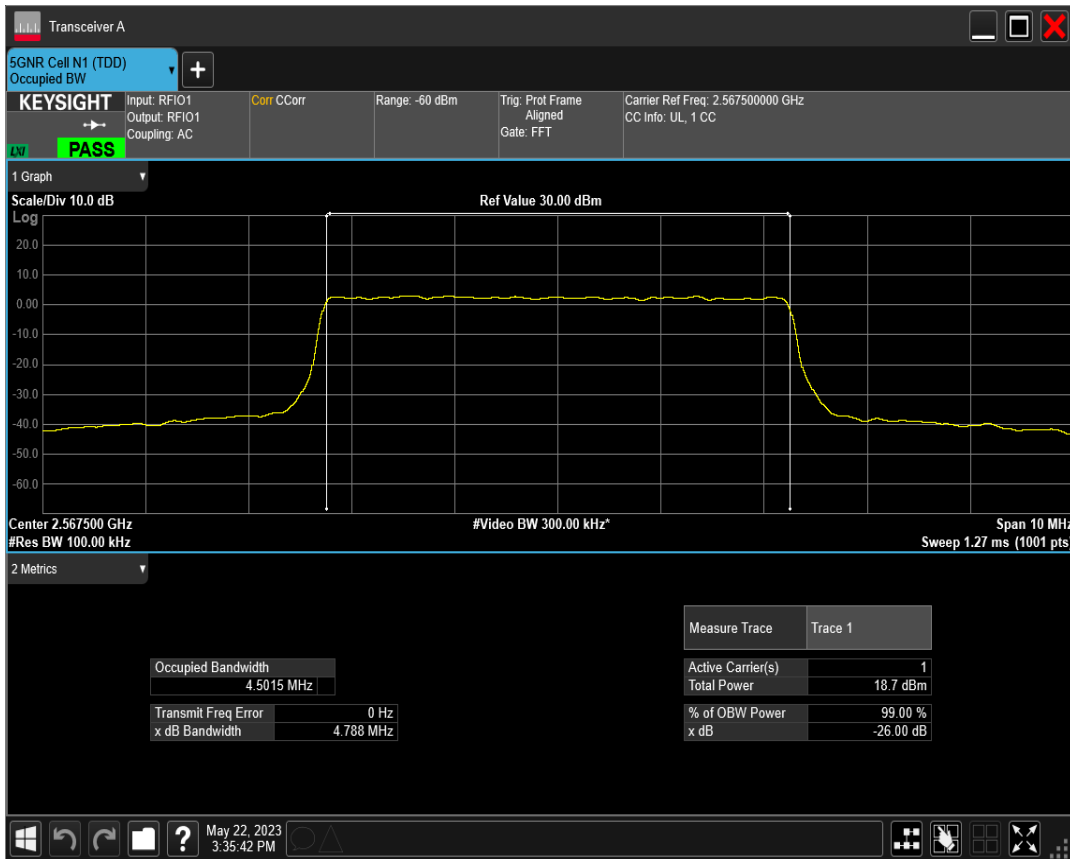 Transceiver A
5GNR Cell N1 (TDD)
Occupied BW
+
KEYSIGHT
LXI
PASS
Input: RFIO1
Output: RFIO1
Coupling: AC
Corr CCorr
Range: -60 dBm
Trig: Prot Frame
Aligned
Gate: FFT
Carrier Ref Freq: 2.567500000 GHz
CC Info: UL, 1 CC
1 Graph
Scale/Div 10.0 dB
Ref Value 30.00 dBm
Log
20.0
10.0
0.00
-10.0
-20.0
-30.0
-40.0
-50.0
-60.0
Center 2.567500 GHz
#Video BW 300.00 kHz*
Span 10 MHz
#Res BW 100.00 kHz
Sweep 1.27 ms (1001 pts)
2 Metrics
Measure Trace Trace 1
Occupied Bandwidth
4.5015 MHz
Active Carrier(s) 1
Total Power 18.7 dBm
Transmit Freq Error 0 Hz
x dB Bandwidth 4.788 MHz
% of OBW Power 99.00 %
x dB -26.00 dB
?
May 22, 2023
3:35:42 PM